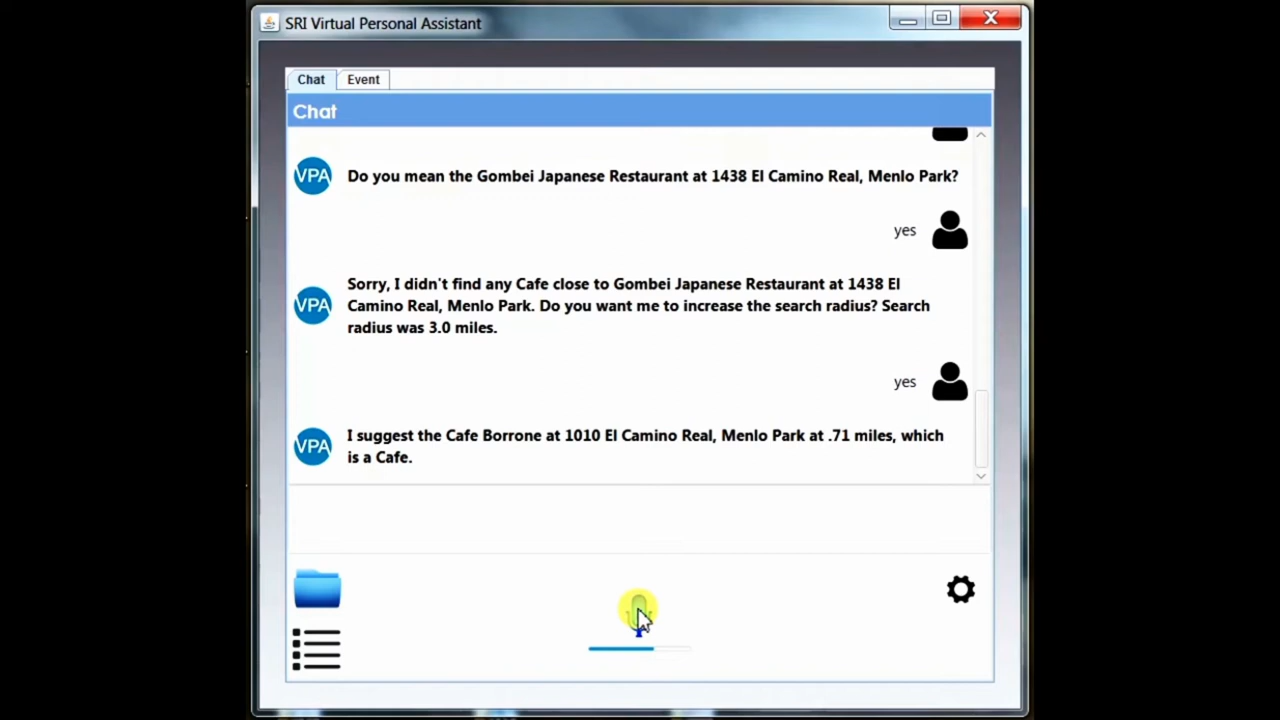 SRI Virtual Personal Assistant
Chat Event
Chat
VPA Do you mean the Gombei Japanese Restaurant at 1438 El Camino Real, Menlo Park?
yes
Sorry, I didn't find any Cafe close to Gombei Japanese Restaurant at 1438 El
VPA Camino Real, Menlo Park. Do you want me to increase the search radius? Search
radius was 3.0 miles.
yes
VPA I suggest the Cafe Borrone at 1010 El Camino Real, Menlo Park at .71 miles, which
is a Cafe.